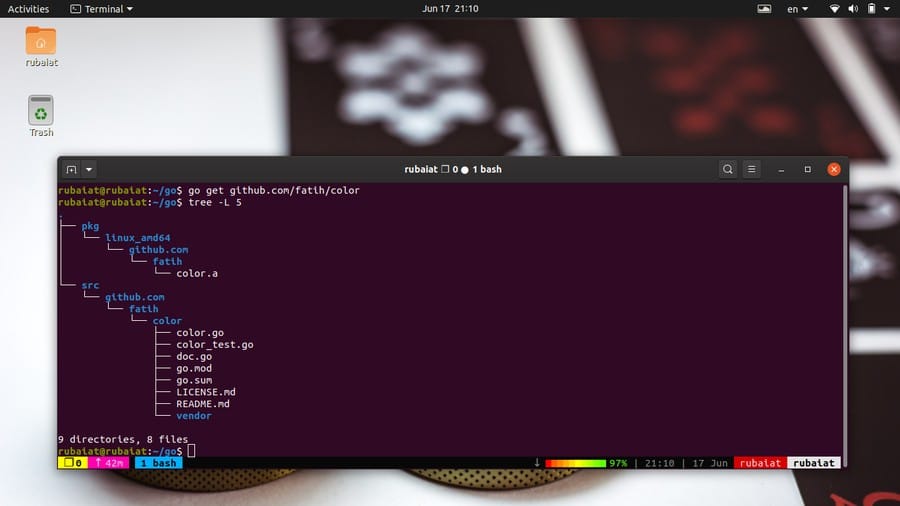 Activities Terminal Jun 17 21:10 en
rubaiat
Trash
rubaiat 0 1 bash
rubaiat@rubaiat:~/go$ go get github.com/fatih/color
rubaiat@rubaiat:~/go$ tree -L 5
.
├── pkg
│   └── linux_amd64
│       └── github.com
│           └── fatih
│               └── color.a
└── src
    └── github.com
        └── fatih
            └── color
                ├── color.go
                ├── color_test.go
                ├── doc.go
                ├── go.mod
                ├── go.sum
                ├── LICENSE.md
                ├── README.md
                └── vendor
9 directories, 8 files
rubaiat@rubaiat:~/go$
❐ 0 ↑ 42m 1 bash ↓ 97% | 21:10 | 17 Jun rubaiat rubaiat